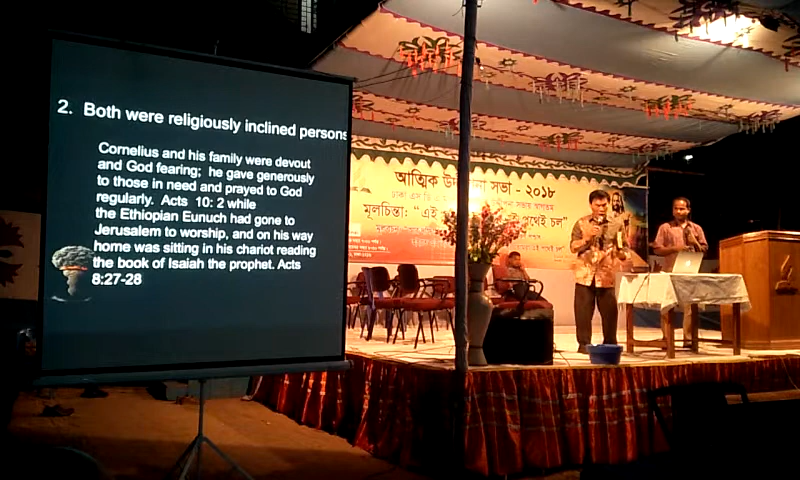 2. Both were religiously inclined persons
Cornelius and his family were devout
and God fearing; he gave generously
to those in need and prayed to God
regularly. Acts 10: 2 while
the Ethiopian Eunuch had gone to
Jerusalem to worship, and on his way
home was sitting in his chariot reading
the book of Isaiah the prophet. Acts
8:27-28
আত্মিক সভা - ২০১৮
মূলচিন্তা: “এই পথেই চল”